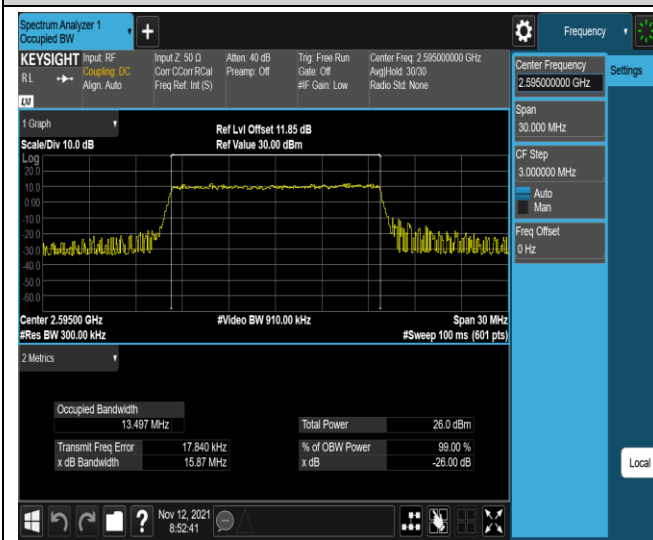 Spectrum Analyzer 1
Occupied BW
Frequency
KEYSIGHT
R L
LXI
Input: RF
Coupling: DC
Align: Auto
Input Z: 50 Ω
Corr CCorr RCal
Freq Ref: Int (S)
Atten: 40 dB
Preamp: Off
Trig: Free Run
Gate: Off
#IF Gain: Low
Center Freq: 2.595000000 GHz
Avg|Hold: 30/30
Radio Std: None
Center Frequency
2.595000000 GHz
Settings
Span
30.000 MHz
CF Step
3.000000 MHz
Auto
Man
Freq Offset
0 Hz
1 Graph
Scale/Div 10.0 dB
Ref Lvl Offset 11.85 dB
Ref Value 30.00 dBm
Log
20.0
10.0
0.00
-10.0
-20.0
-30.0
-40.0
-50.0
-60.0
Center 2.59500 GHz
#Video BW 910.00 kHz
Span 30 MHz
#Res BW 300.00 kHz
#Sweep 100 ms (601 pts)
2 Metrics
Occupied Bandwidth
13.497 MHz
Total Power 26.0 dBm
Transmit Freq Error 17.840 kHz
% of OBW Power 99.00 %
x dB Bandwidth 15.87 MHz
x dB -26.00 dB
Local
?
Nov 12, 2021
8:52:41